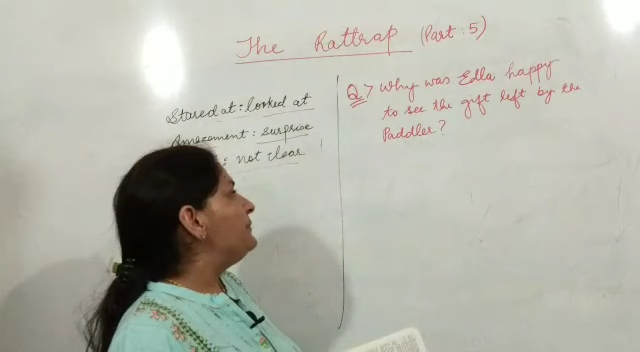 The Rattrap (Part : 5)
Stared at : looked at
Amazement : surprise
: not clear
Q> Why was Edla happy
to see the gift left by the
Paddler?